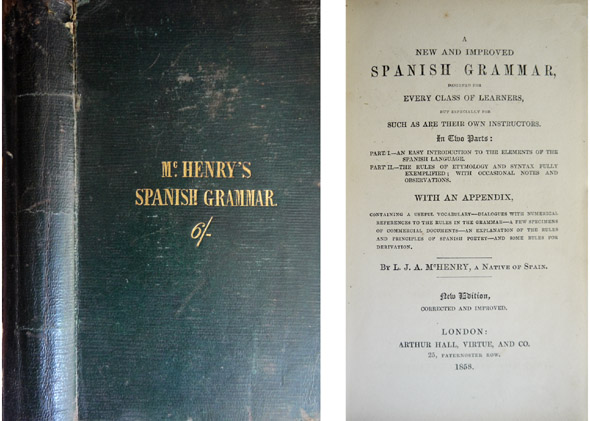 Mc. HENRY'S
SPANISH GRAMMAR.
6/-
A
NEW AND IMPROVED
SPANISH GRAMMAR,
DESIGNED FOR
EVERY CLASS OF LEARNERS,
BUT ESPECIALLY FOR
SUCH AS ARE THEIR OWN INSTRUCTORS.
In Two Parts:
PART I.—AN EASY INTRODUCTION TO THE ELEMENTS OF THE
SPANISH LANGUAGE.
PART II.—THE RULES OF ETYMOLOGY AND SYNTAX FULLY
EXEMPLIFIED; WITH OCCASIONAL NOTES AND
OBSERVATIONS.
WITH AN APPENDIX,
CONTAINING A USEFUL VOCABULARY—DIALOGUES WITH NUMERICAL
REFERENCES TO THE RULES IN THE GRAMMAR—A FEW SPECIMENS
OF COMMERCIAL DOCUMENTS—AN EXPLANATION OF THE RULES
AND PRINCIPLES OF SPANISH POETRY—AND SOME RULES FOR
DERIVATION.
BY L. J. A. McHENRY, A NATIVE OF SPAIN.
New Edition,
CORRECTED AND IMPROVED.
LONDON:
ARTHUR HALL, VIRTUE, AND CO.
25, PATERNOSTER ROW.
1858.